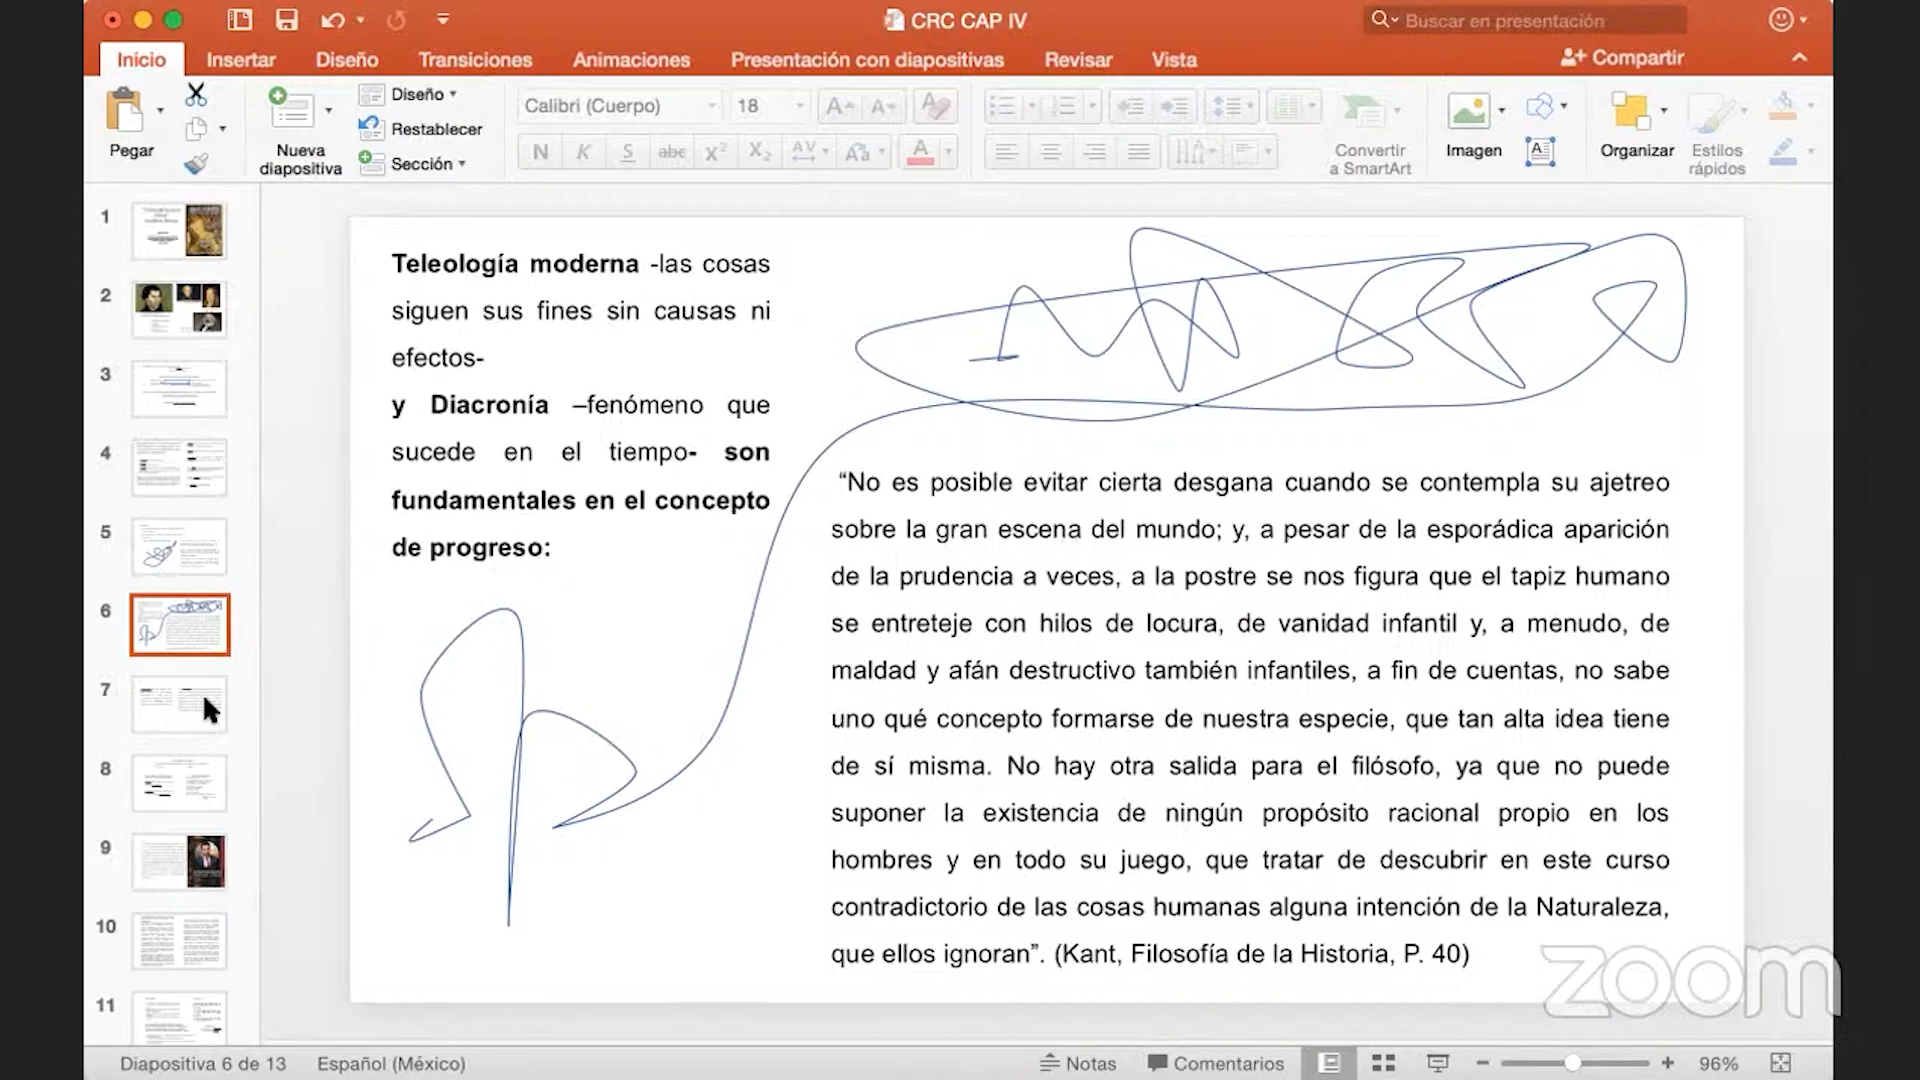 CRC CAP IV
Buscar en presentación
Inicio
Insertar
Diseño
Transiciones
Animaciones
Presentación con diapositivas
Revisar
Vista
Compartir
Pegar
Nueva
diapositiva
Diseño
Restablecer
Sección
Calibri (Cuerpo)
18
N K S abc X² X₂ AV Aa A
Convertir
a SmartArt
Imagen
Organizar
Estilos
rápidos
1
2
3
4
5
6
7
8
9
10
11
Teleología moderna -las cosas
siguen sus fines sin causas ni
efectos-
y Diacronía –fenómeno que
sucede en el tiempo- son
fundamentales en el concepto
de progreso:
“No es posible evitar cierta desgana cuando se contempla su ajetreo
sobre la gran escena del mundo; y, a pesar de la esporádica aparición
de la prudencia a veces, a la postre se nos figura que el tapiz humano
se entreteje con hilos de locura, de vanidad infantil y, a menudo, de
maldad y afán destructivo también infantiles, a fin de cuentas, no sabe
uno qué concepto formarse de nuestra especie, que tan alta idea tiene
de sí misma. No hay otra salida para el filósofo, ya que no puede
suponer la existencia de ningún propósito racional propio en los
hombres y en todo su juego, que tratar de descubrir en este curso
contradictorio de las cosas humanas alguna intención de la Naturaleza,
que ellos ignoran”. (Kant, Filosofía de la Historia, P. 40)
zoom
Diapositiva 6 de 13
Español (México)
Notas
Comentarios
96%